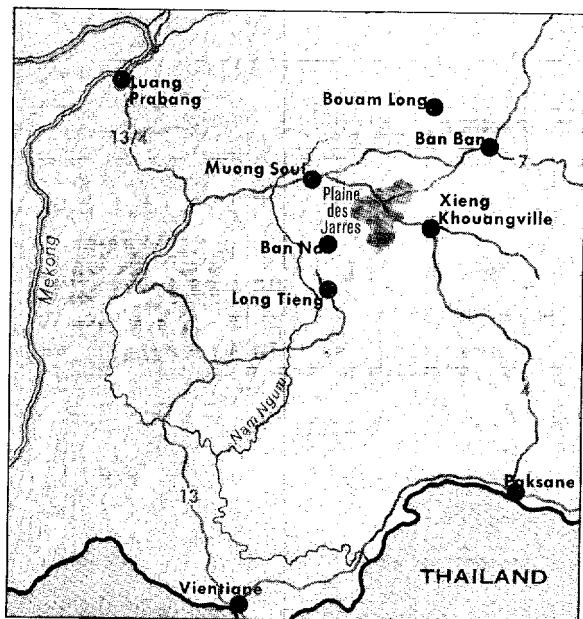 Luang
Prabang
Bouam Long
13/4
Ban Ban
7
Muong Soui
Plaine
des
Jarres
Xieng
Khouangville
Ban Na
Long Tieng
Mekong
Nam Ngum
4
13
Paksane
THAILAND
Vientiane